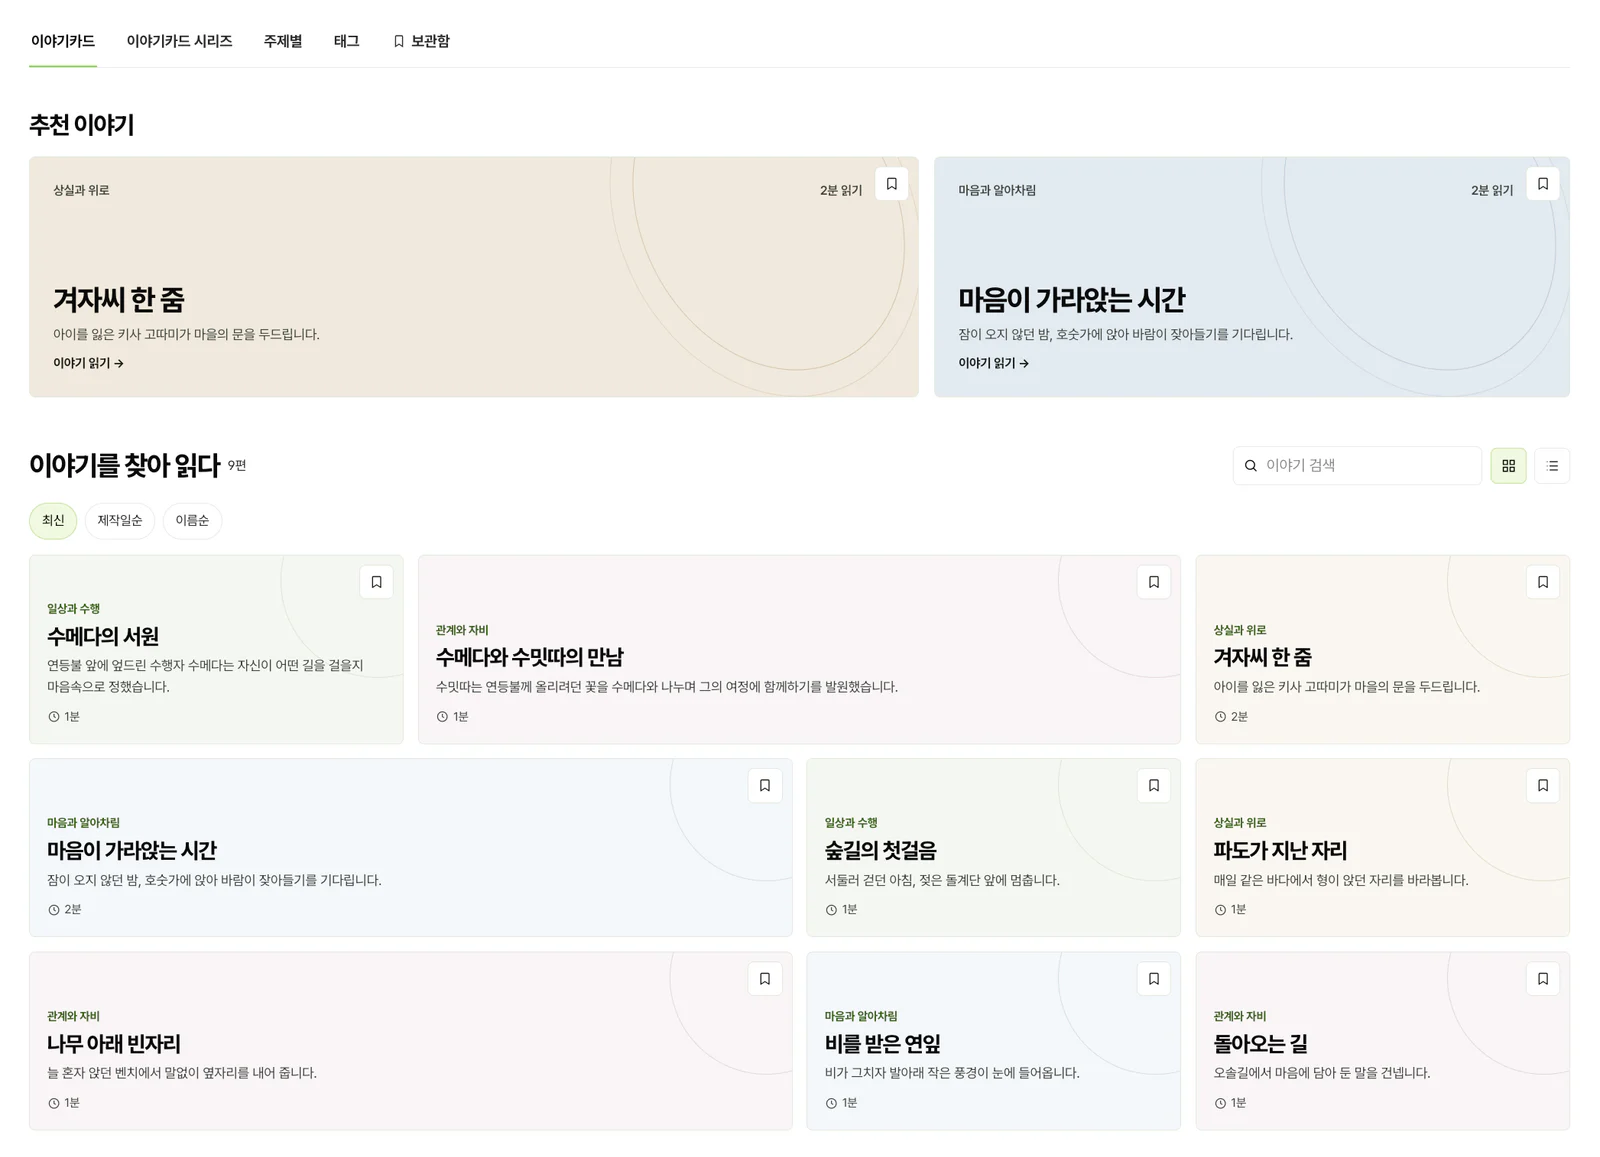 이야기카드
이야기카드 시리즈
주제별
태그
보관함
추천 이야기
상실과 위로
2분 읽기
겨자씨 한 줌
아이를 잃은 키사 고따미가 마을의 문을 두드립니다.
이야기 읽기 →
마음과 알아차림
2분 읽기
마음이 가라앉는 시간
잠이 오지 않던 밤, 호숫가에 앉아 바람이 잦아들기를 기다립니다.
이야기 읽기 →
이야기를 찾아 읽다 9편
이야기 검색
최신
제작일순
이름순
일상과 수행
수메다의 서원
연등불 앞에 엎드린 수행자 수메다는 자신이 어떤 길을 걸을지
마음속으로 정했습니다.
1분
관계와 자비
수메다와 수밋따의 만남
수밋따는 연등불께 올리려던 꽃을 수메다와 나누며 그의 여정에 함께하기를 발원했습니다.
1분
상실과 위로
겨자씨 한 줌
아이를 잃은 키사 고따미가 마을의 문을 두드립니다.
2분
마음과 알아차림
마음이 가라앉는 시간
잠이 오지 않던 밤, 호숫가에 앉아 바람이 잦아들기를 기다립니다.
2분
일상과 수행
숲길의 첫걸음
서둘러 걷던 아침, 젖은 돌계단 앞에 멈춥니다.
1분
상실과 위로
파도가 지난 자리
매일 같은 바다에서 형이 앉던 자리를 바라봅니다.
1분
관계와 자비
나무 아래 빈자리
늘 혼자 앉던 벤치에서 말없이 옆자리를 내어 줍니다.
1분
마음과 알아차림
비를 받은 연잎
비가 그치자 발아래 작은 풍경이 눈에 들어옵니다.
1분
관계와 자비
돌아오는 길
오솔길에서 마음에 담아 둔 말을 건넵니다.
1분